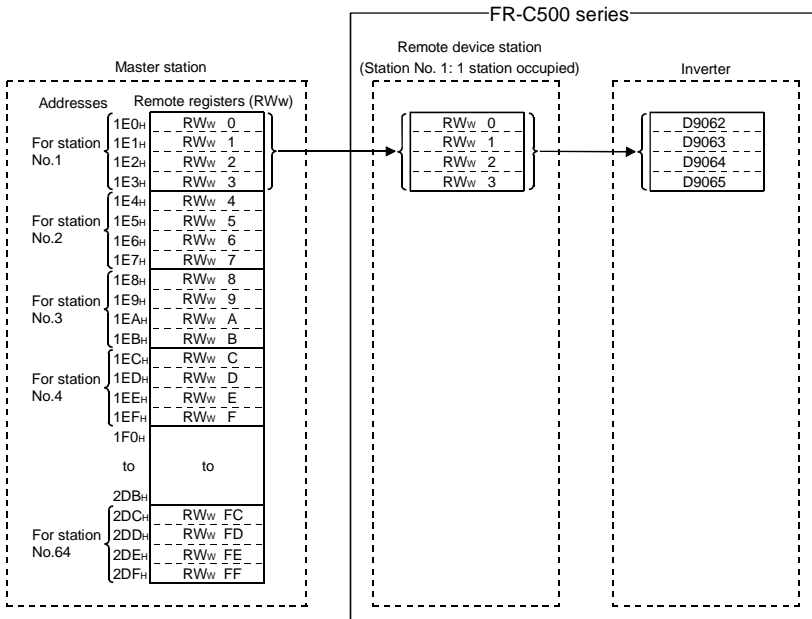 FR-C500 series
Master station
Remote device station
(Station No. 1: 1 station occupied)
Inverter
Addresses
Remote registers (RWw)
For station
No.1
1E0H RWW 0
1E1H RWW 1
1E2H RWW 2
1E3H RWW 3
For station
No.2
1E4H RWW 4
1E5H RWW 5
1E6H RWW 6
1E7H RWW 7
For station
No.3
1E8H RWW 8
1E9H RWW 9
1EAH RWW A
1EBH RWW B
For station
No.4
1ECH RWW C
1EDH RWW D
1EEH RWW E
1EFH RWW F
1F0H
to to
2DBH
For station
No.64
2DCH RWW FC
2DDH RWW FD
2DEH RWW FE
2DFH RWW FF
RWW 0
RWW 1
RWW 2
RWW 3
D9062
D9063
D9064
D9065